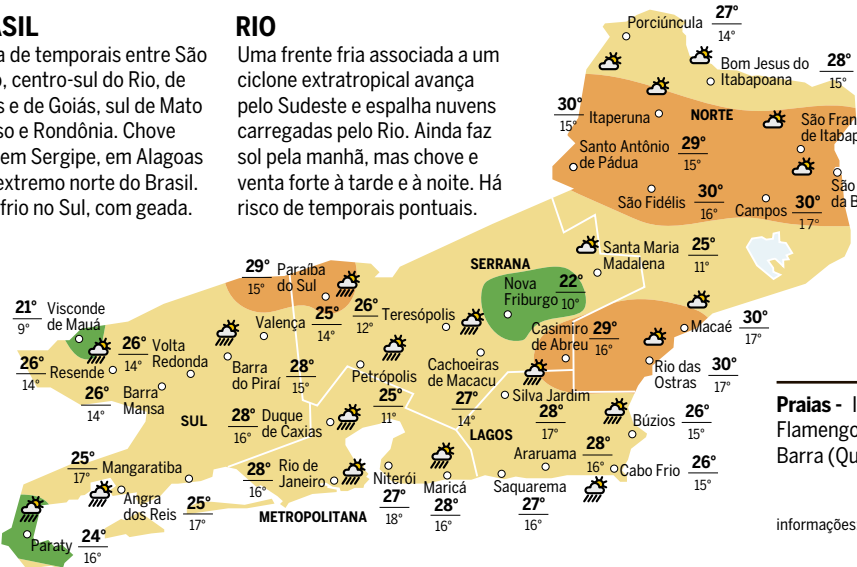 RIO
a de temporais entre São
, centro-sul do Rio, de
s e de Goiás, sul de Mato
so e Rondônia. Chove
em Sergipe, em Alagoas
extremo norte do Brasil.
frio no Sul, com geada.
Uma frente fria associada a um
ciclone extratropical avança
pelo Sudeste e espalha nuvens
carregadas pelo Rio. Ainda faz
sol pela manhã, mas chove e
venta forte à tarde e à noite. Há
risco de temporais pontuais.
Porciúncula 27°
14°
Bom Jesus do
Itabapoana 28°
15°
30°
15° Itaperuna
NORTE
São Fran
de Itabap
Santo Antônio
de Pádua 29°
15°
São Fidélis 30°
16°
Campos 30°
17°
São
da B
Santa Maria
Madalena 25°
11°
SERRANA
Nova
Friburgo 22°
10°
29°
15° Paraíba
do Sul
Valença 25°
14°
26°
12° Teresópolis
21°
9° Visconde
de Mauá
26°
14° Volta
Redonda
26°
14° Resende
26°
14° Barra
Mansa
Barra
do Piraí 28°
15°
Petrópolis
25°
11°
Cachoeiras
de Macacu
27°
14°
Casimiro
de Abreu 29°
16°
Macaé 30°
17°
Rio das
Ostras 30°
17°
Silva Jardim
28°
17°
SUL
28°
16° Duque
de Caxias
LAGOS
Búzios 26°
15°
Araruama 28°
16°
Cabo Frio 26°
15°
Saquarema
27°
16°
25°
17° Mangaratiba
28°
16° Rio de
Janeiro
Niterói
27°
18°
Maricá
28°
16°
METROPOLITANA
Angra
dos Reis 25°
17°
Paraty 24°
16°
Praias -
Flamengo
Barra (Qu
informações